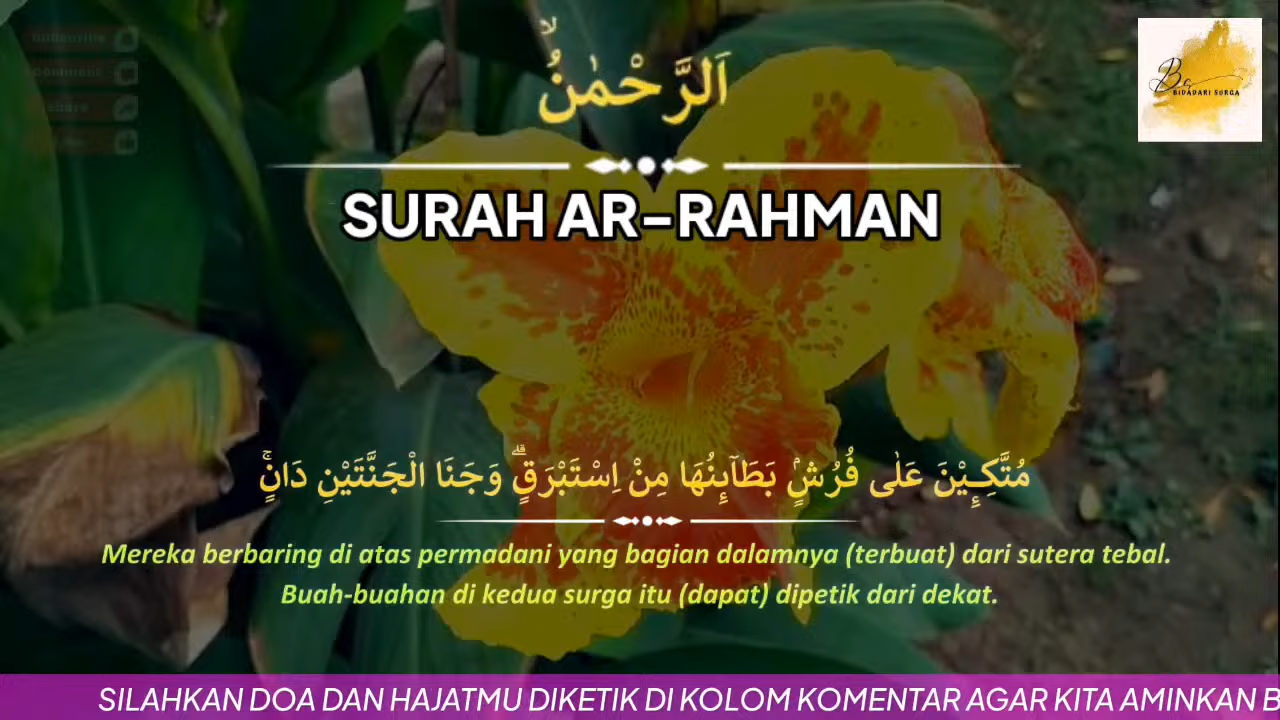 اَلرَّحْمٰنُۙ
SURAH AR-RAHMAN
BIDADARI SURGA
مُتَّكِـِٕيْنَ عَلٰى فُرُشٍۢ بَطَاۤىِٕنُهَا مِنْ اِسْتَبْرَقٍۗ وَجَنَا الْجَنَّتَيْنِ دَانٍۚ
Mereka berbaring di atas permadani yang bagian dalamnya (terbuat) dari sutera tebal.
Buah-buahan di kedua surga itu (dapat) dipetik dari dekat.
SILAHKAN DOA DAN HAJATMU DIKETIK DI KOLOM KOMENTAR AGAR KITA AMINKAN B